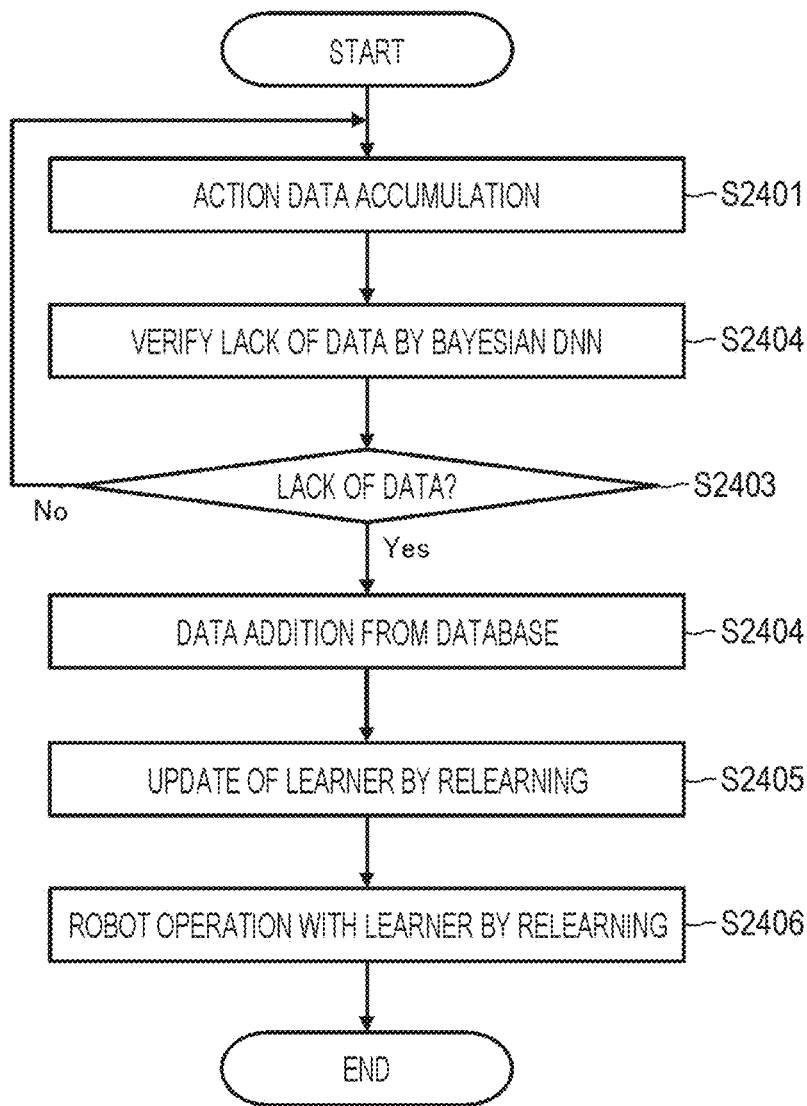 START
ACTION DATA ACCUMULATION
S2401
VERIFY LACK OF DATA BY BAYESIAN DNN
S2404
LACK OF DATA?
S2403
No
Yes
DATA ADDITION FROM DATABASE
S2404
UPDATE OF LEARNER BY RELEARNING
S2405
ROBOT OPERATION WITH LEARNER BY RELEARNING
S2406
END